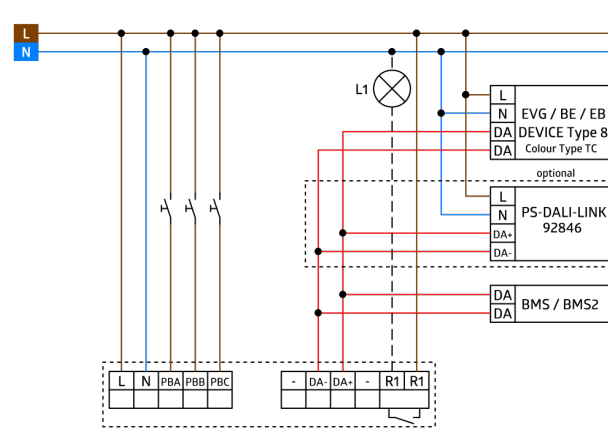 L
N
L1
L
N EVG / BE / EB
DA DEVICE Type 8
DA Colour Type TC
optional
L
N PS-DALI-LINK
DA+ 92846
DA-
DA BMS / BMS2
DA
L N PBA PBB PBC - DA- DA+ - R1 R1